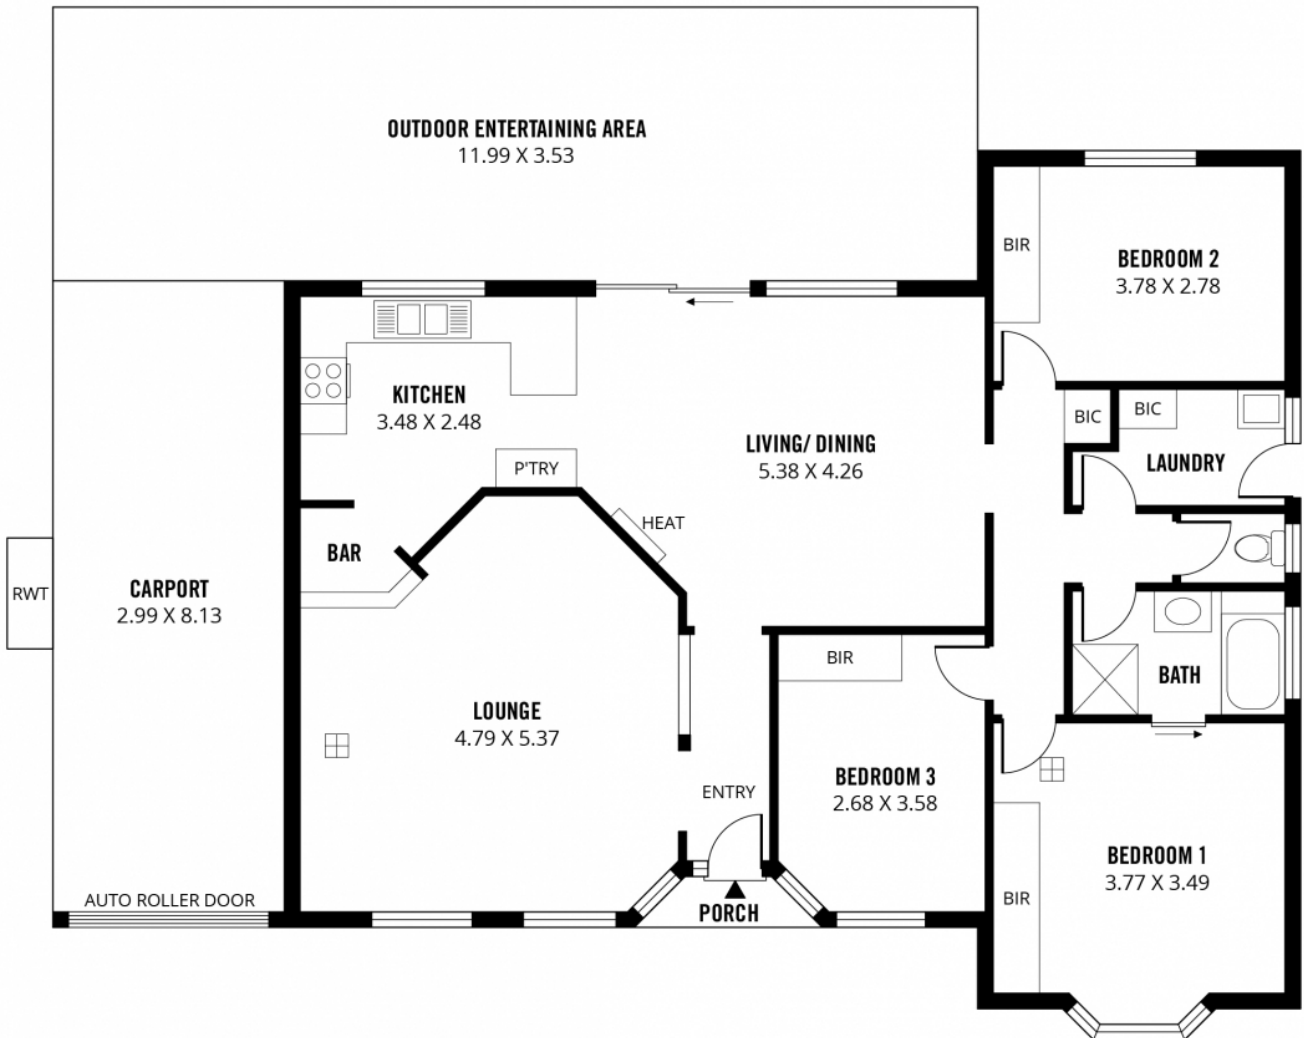 OUTDOOR ENTERTAINING AREA
11.99 X 3.53
BIR
BEDROOM 2
3.78 X 2.78
KITCHEN
3.48 X 2.48
P'TRY
LIVING/ DINING
5.38 X 4.26
BIC
BIC
LAUNDRY
HEAT
BAR
RWT
CARPORT
2.99 X 8.13
BIR
BATH
LOUNGE
4.79 X 5.37
ENTRY
BEDROOM 3
2.68 X 3.58
BEDROOM 1
3.77 X 3.49
BIR
AUTO ROLLER DOOR
PORCH